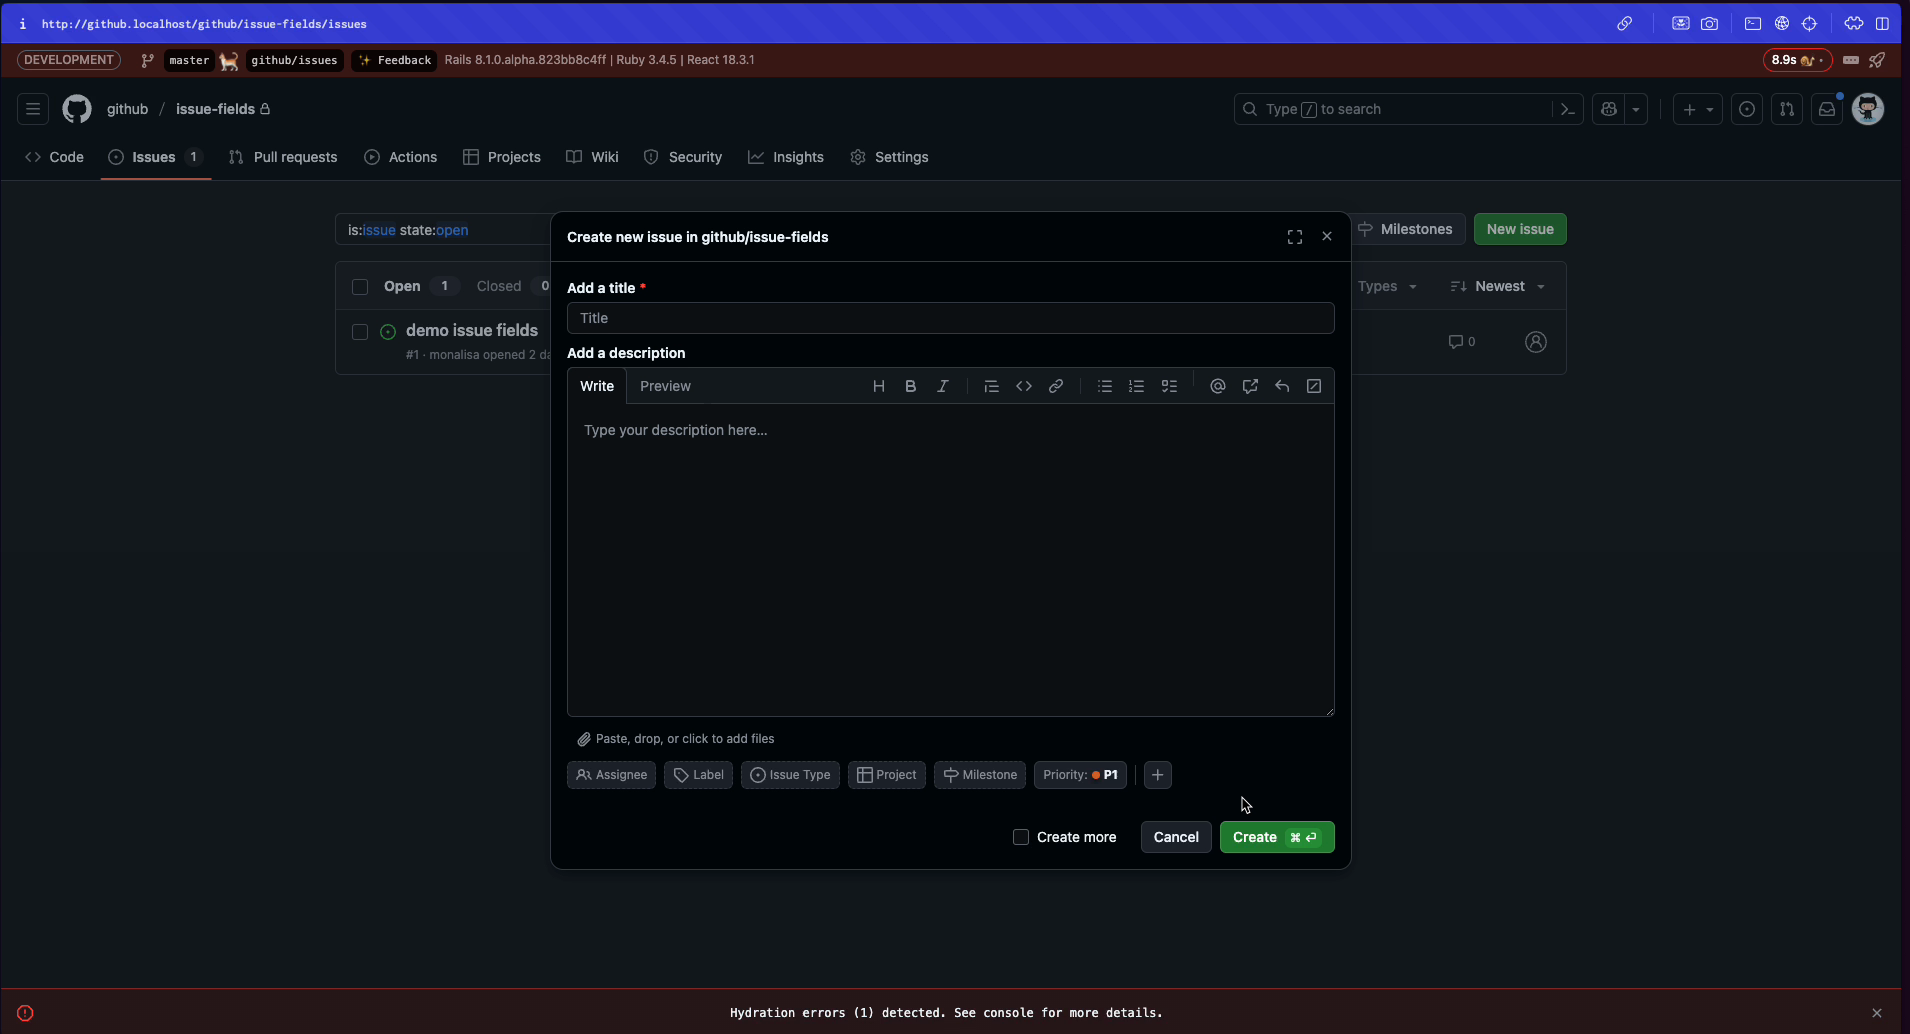 i http://github.localhost/github/issue-fields/issues
DEVELOPMENT master github/issues ✨ Feedback Rails 8.1.0.alpha.823bb8c4ff | Ruby 3.4.5 | React 18.3.1 8.9s
github / issue-fields Type / to search
Code Issues 1 Pull requests Actions Projects Wiki Security Insights Settings
is:issue state:open Milestones New issue
Open 1 Closed 0 Types Newest
demo issue fields
#1 · monalisa opened 2 da 0
Create new issue in github/issue-fields
Add a title *
Title
Add a description
Write Preview
Type your description here...
Paste, drop, or click to add files
Assignee Label Issue Type Project Milestone Priority: P1
Create more Cancel Create ⌘ ⏎
Hydration errors (1) detected. See console for more details.